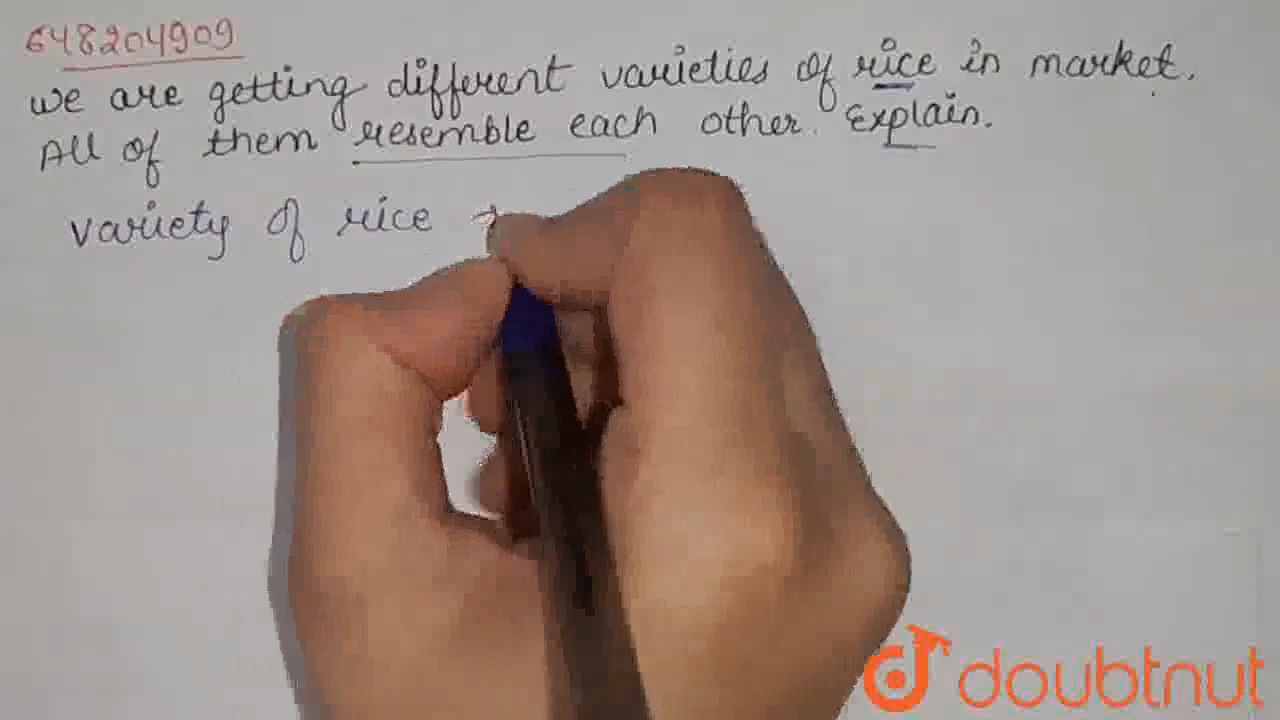 648204909
we are getting different varieties of rice in market.
All of them resemble each other. Explain.
variety of rice
doubtnut